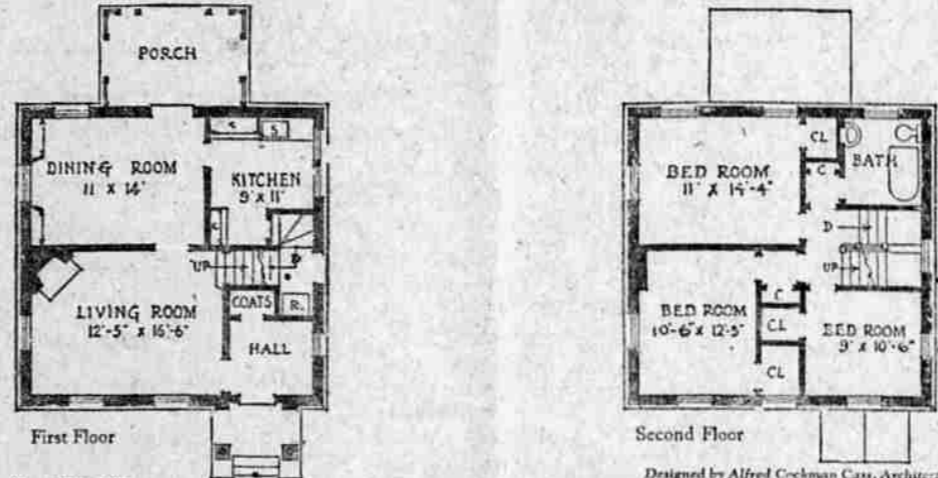 PORCH
S
S
DINING ROOM
11' X 14'
KITCHEN
9' X 11'
C
UP
D
COATS
R.
LIVING ROOM
12'-5" X 16'-6"
HALL
First Floor
CL
BATH
C
BED ROOM
11' X 14'-4"
D
UP
C
BED ROOM
10'-6" X 12'-5"
CL
BED ROOM
9' X 10'-6"
CL
Second Floor
Designed by Alfred Cookman Cass, Architect